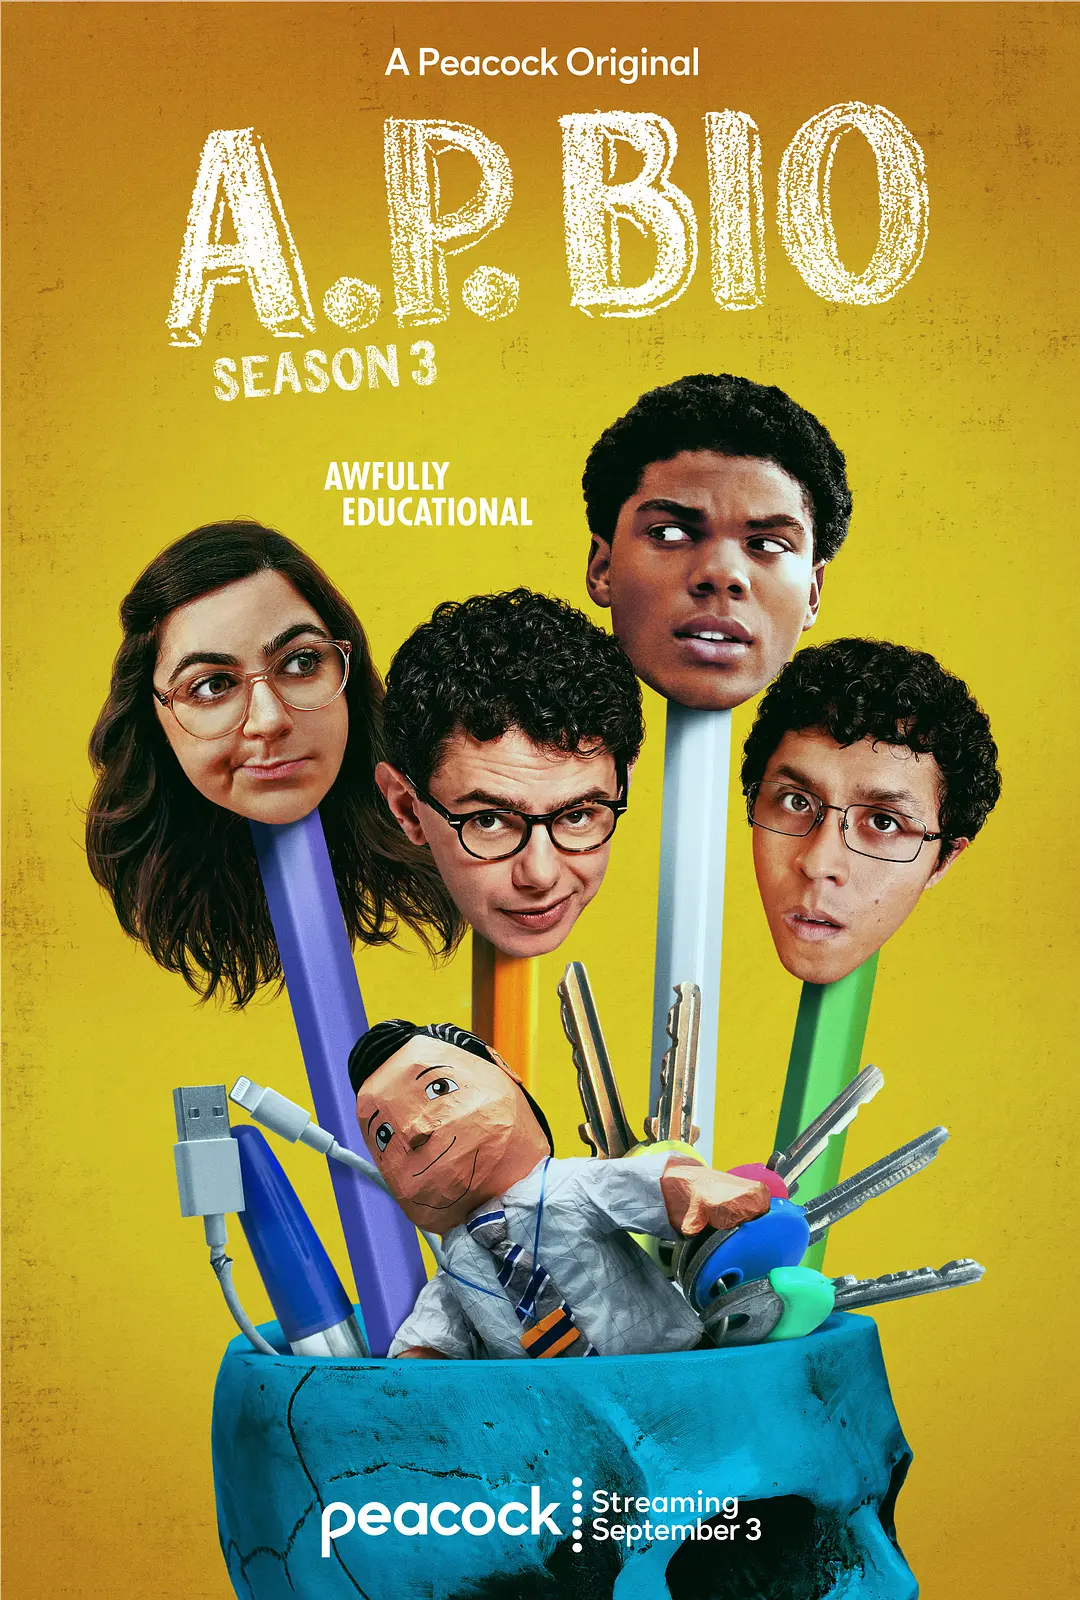 A Peacock Original
A.P. BIO
SEASON 3
AWFULLY
EDUCATIONAL
peacock
Streaming
September 3